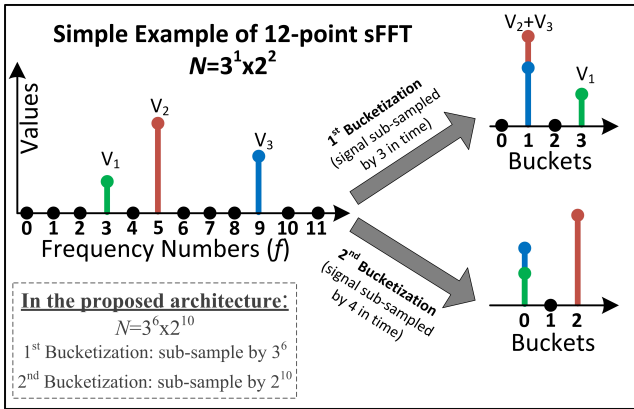 Simple Example of 12-point sFFT
N=3¹x2²
Values
V₁
V₂
V₃
0 1 2 3 4 5 6 7 8 9 10 11
Frequency Numbers (f)
1ˢᵗ Bucketization
(signal sub-sampled
by 3 in time)
V₂+V₃
V₁
0 1 2 3
Buckets
2ⁿᵈ Bucketization
(signal sub-sampled
by 4 in time)
0 1 2
Buckets
In the proposed architecture:
N=3⁶x2¹⁰
1ˢᵗ Bucketization: sub-sample by 3⁶
2ⁿᵈ Bucketization: sub-sample by 2¹⁰